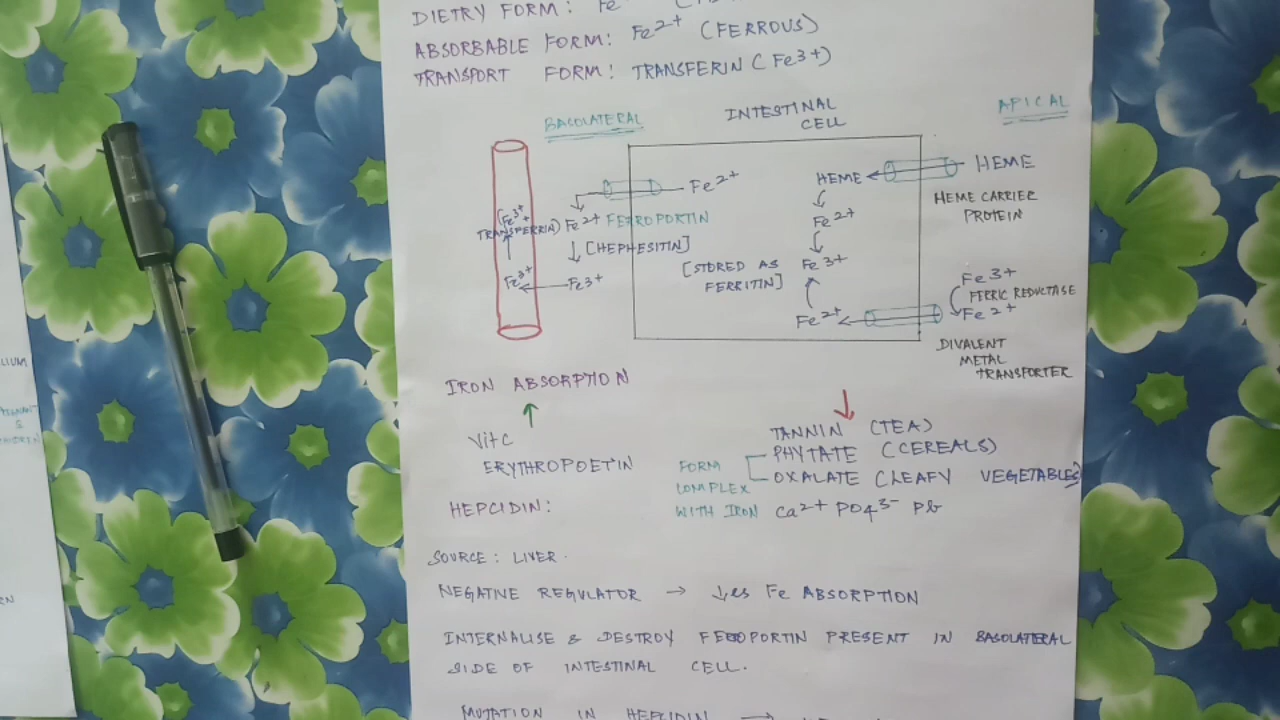 DIETRY FORM: Fe
ABSORBABLE FORM: Fe2+ (FERROUS)
TRANSPORT FORM: TRANSFERIN (Fe3+)
BASOLATERAL
INTESTINAL CELL
APICAL
HEME
HEME
HEME CARRIER
PROTEIN
Fe2+
Fe2+
Fe3+
[STORED AS
FERRITIN]
Fe2+
Fe3+
FERRIC REDUCTASE
Fe2+
DIVALENT
METAL
TRANSPORTER
Fe2+ FERROPORTIN
[HEPHESITIN]
Fe3+
Fe3+
(Fe3+ +
TRANSFERRIN)
IRON ABSORPTION
↑
VitC
ERYTHROPOETIN
↓
TANNIN (TEA)
PHYTATE (CEREALS)
OXALATE (LEAFY VEGETABLES)
FORM
COMPLEX
WITH IRON
Ca2+ PO43- Pb
HEPCIDIN:
SOURCE: LIVER.
NEGATIVE REGULATOR → ↓es Fe ABSORPTION
INTERNALISE & DESTROY FERROPORTIN PRESENT IN BASOLATERAL
SIDE OF INTESTINAL CELL.
MUTATION IN HEPCIDIN →
LIUM
&